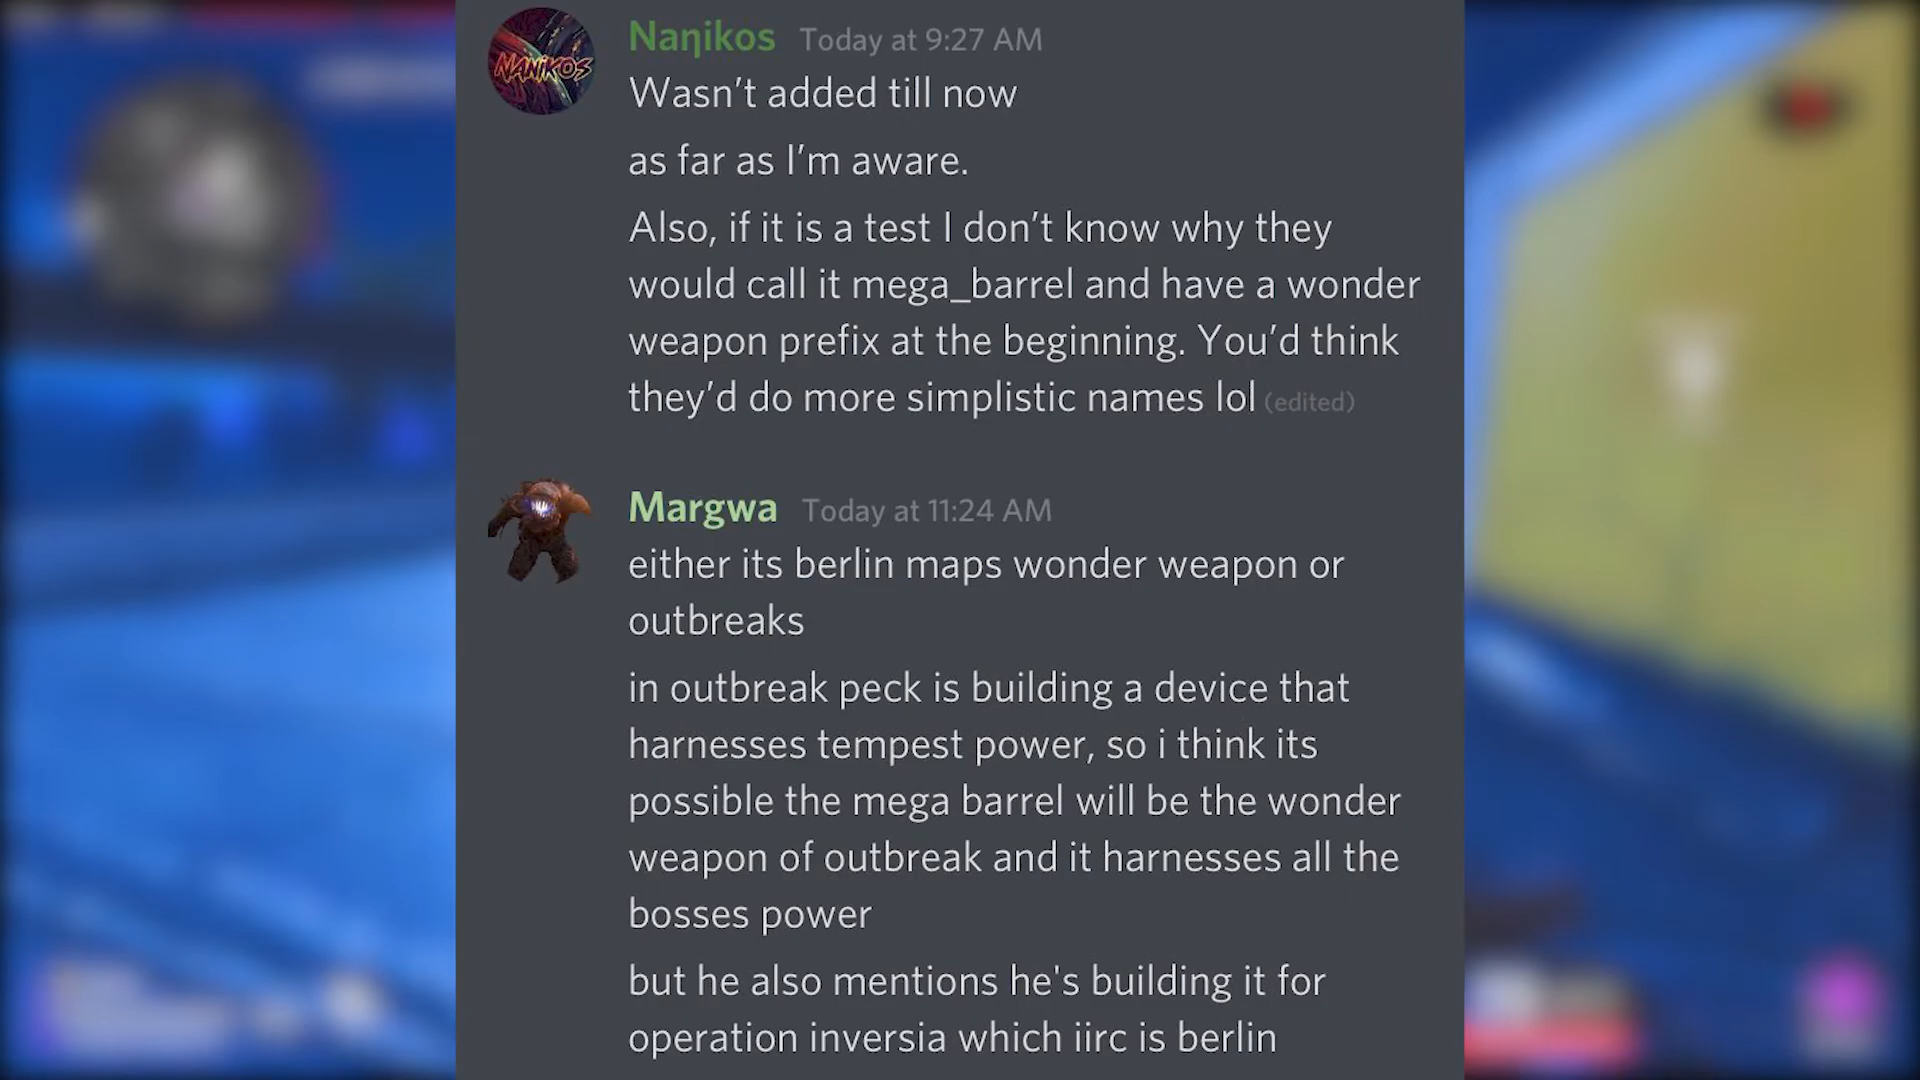 Naηikos Today at 9:27 AM
NANIKOS
Wasn’t added till now
as far as I’m aware.
Also, if it is a test I don’t know why they
would call it mega_barrel and have a wonder
weapon prefix at the beginning. You’d think
they’d do more simplistic names lol (edited)
Margwa Today at 11:24 AM
either its berlin maps wonder weapon or
outbreaks
in outbreak peck is building a device that
harnesses tempest power, so i think its
possible the mega barrel will be the wonder
weapon of outbreak and it harnesses all the
bosses power
but he also mentions he's building it for
operation inversia which iirc is berlin